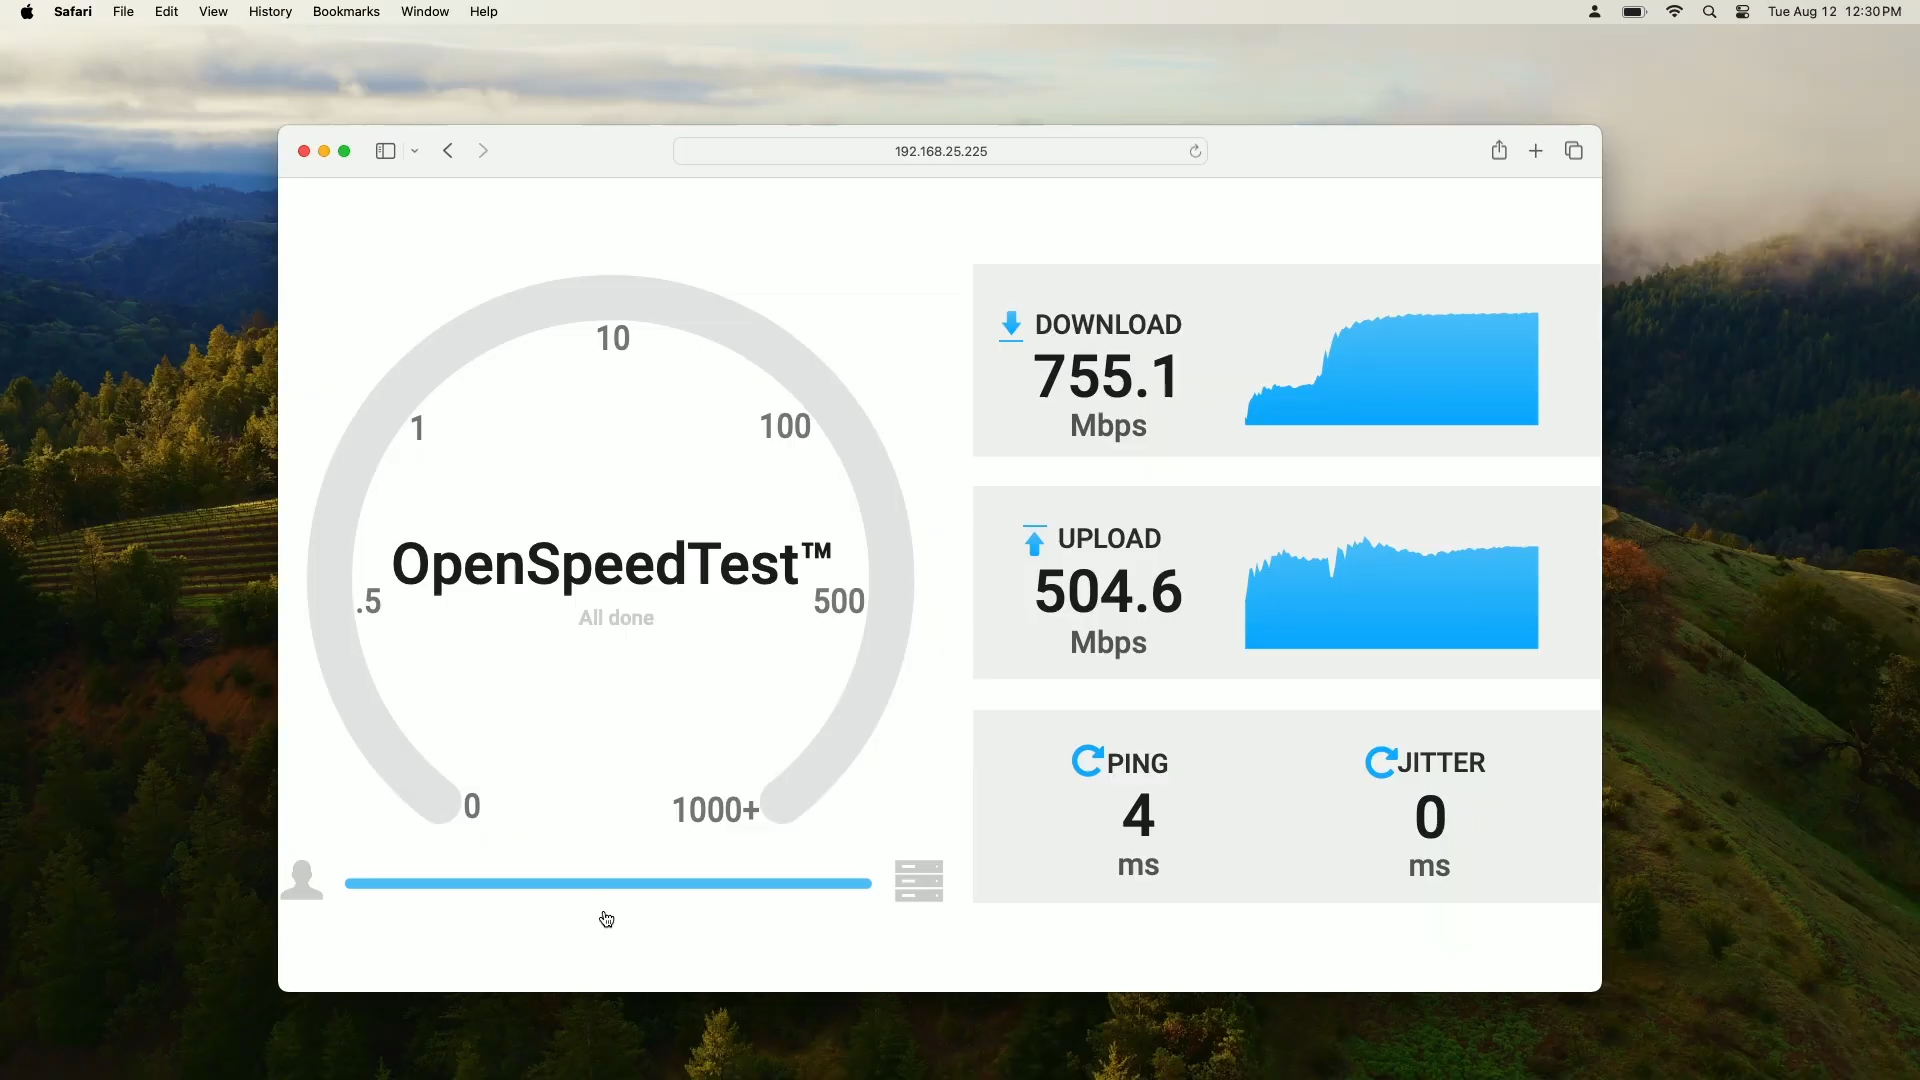 Safari File Edit View History Bookmarks Window Help Tue Aug 12 12:30 PM
192.168.25.225
10
1
100
OpenSpeedTest™
.5
500
All done
0
1000+
DOWNLOAD
755.1
Mbps
UPLOAD
504.6
Mbps
PING
4
ms
JITTER
0
ms